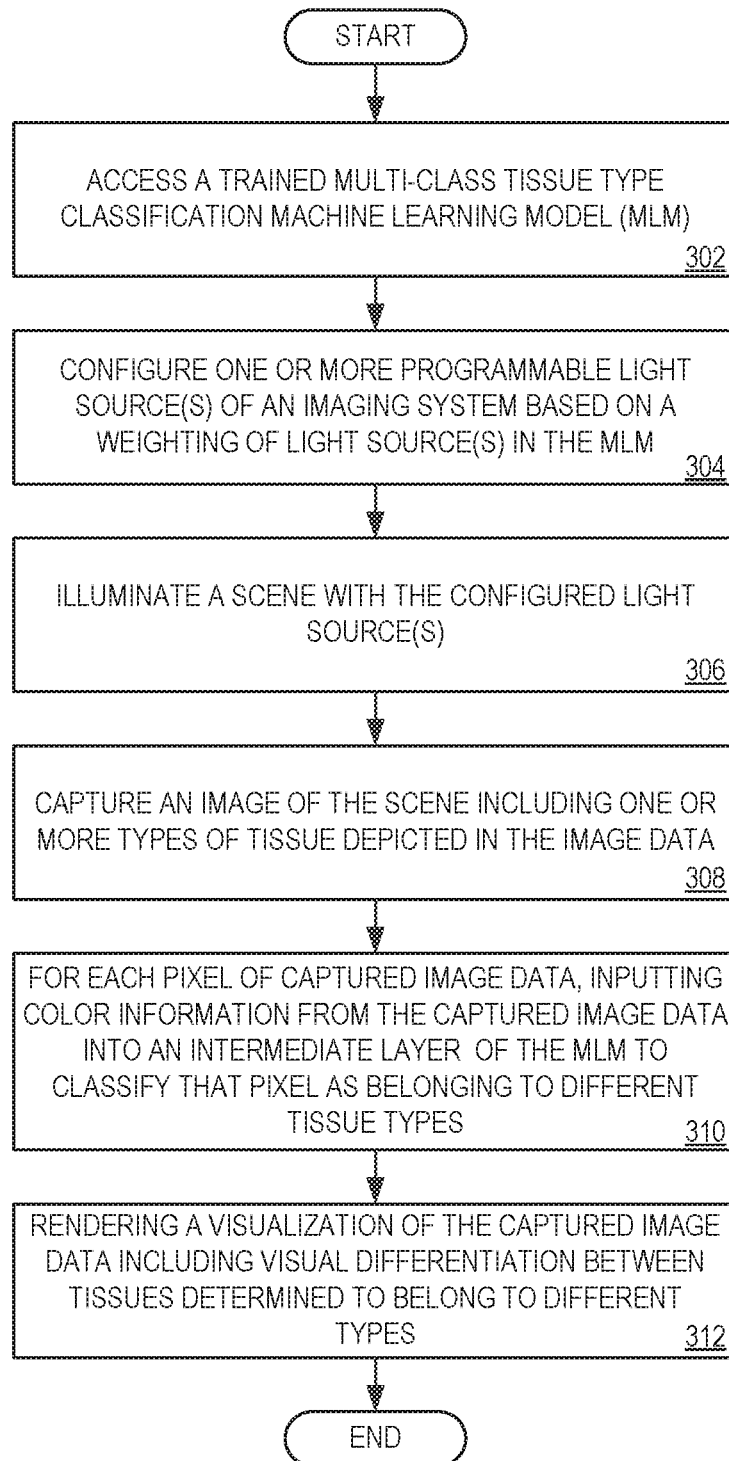 START
ACCESS A TRAINED MULTI-CLASS TISSUE TYPE
CLASSIFICATION MACHINE LEARNING MODEL (MLM)
302
CONFIGURE ONE OR MORE PROGRAMMABLE LIGHT
SOURCE(S) OF AN IMAGING SYSTEM BASED ON A
WEIGHTING OF LIGHT SOURCE(S) IN THE MLM
304
ILLUMINATE A SCENE WITH THE CONFIGURED LIGHT
SOURCE(S)
306
CAPTURE AN IMAGE OF THE SCENE INCLUDING ONE OR
MORE TYPES OF TISSUE DEPICTED IN THE IMAGE DATA
308
FOR EACH PIXEL OF CAPTURED IMAGE DATA, INPUTTING
COLOR INFORMATION FROM THE CAPTURED IMAGE DATA
INTO AN INTERMEDIATE LAYER OF THE MLM TO
CLASSIFY THAT PIXEL AS BELONGING TO DIFFERENT
TISSUE TYPES
310
RENDERING A VISUALIZATION OF THE CAPTURED IMAGE
DATA INCLUDING VISUAL DIFFERENTIATION BETWEEN
TISSUES DETERMINED TO BELONG TO DIFFERENT
TYPES
312
END